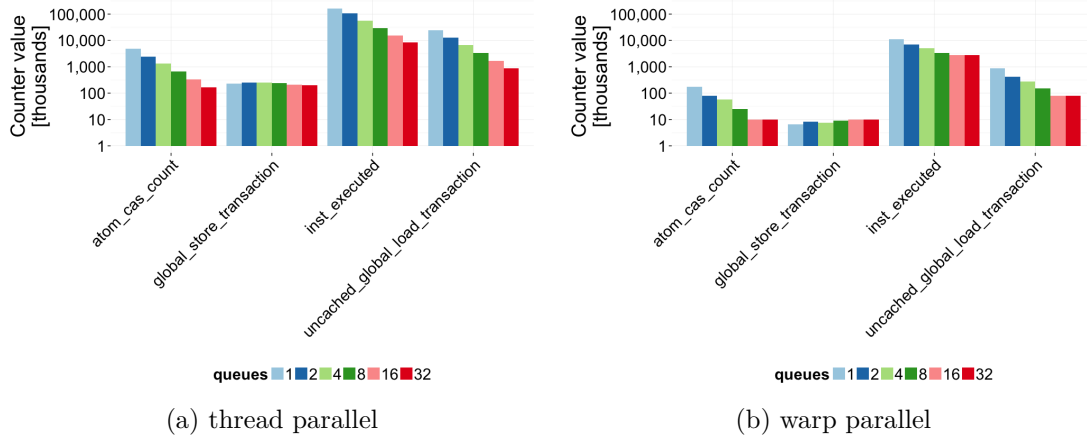 Counter value
[thousands]
100,000
10,000
1,000
100
10
1
atom_cas_count
global_store_transaction
inst_executed
uncached_global_load_transaction
queues 1 2 4 8 16 32
(a) thread parallel
Counter value
[thousands]
100,000
10,000
1,000
100
10
1
atom_cas_count
global_store_transaction
inst_executed
uncached_global_load_transaction
queues 1 2 4 8 16 32
(b) warp parallel